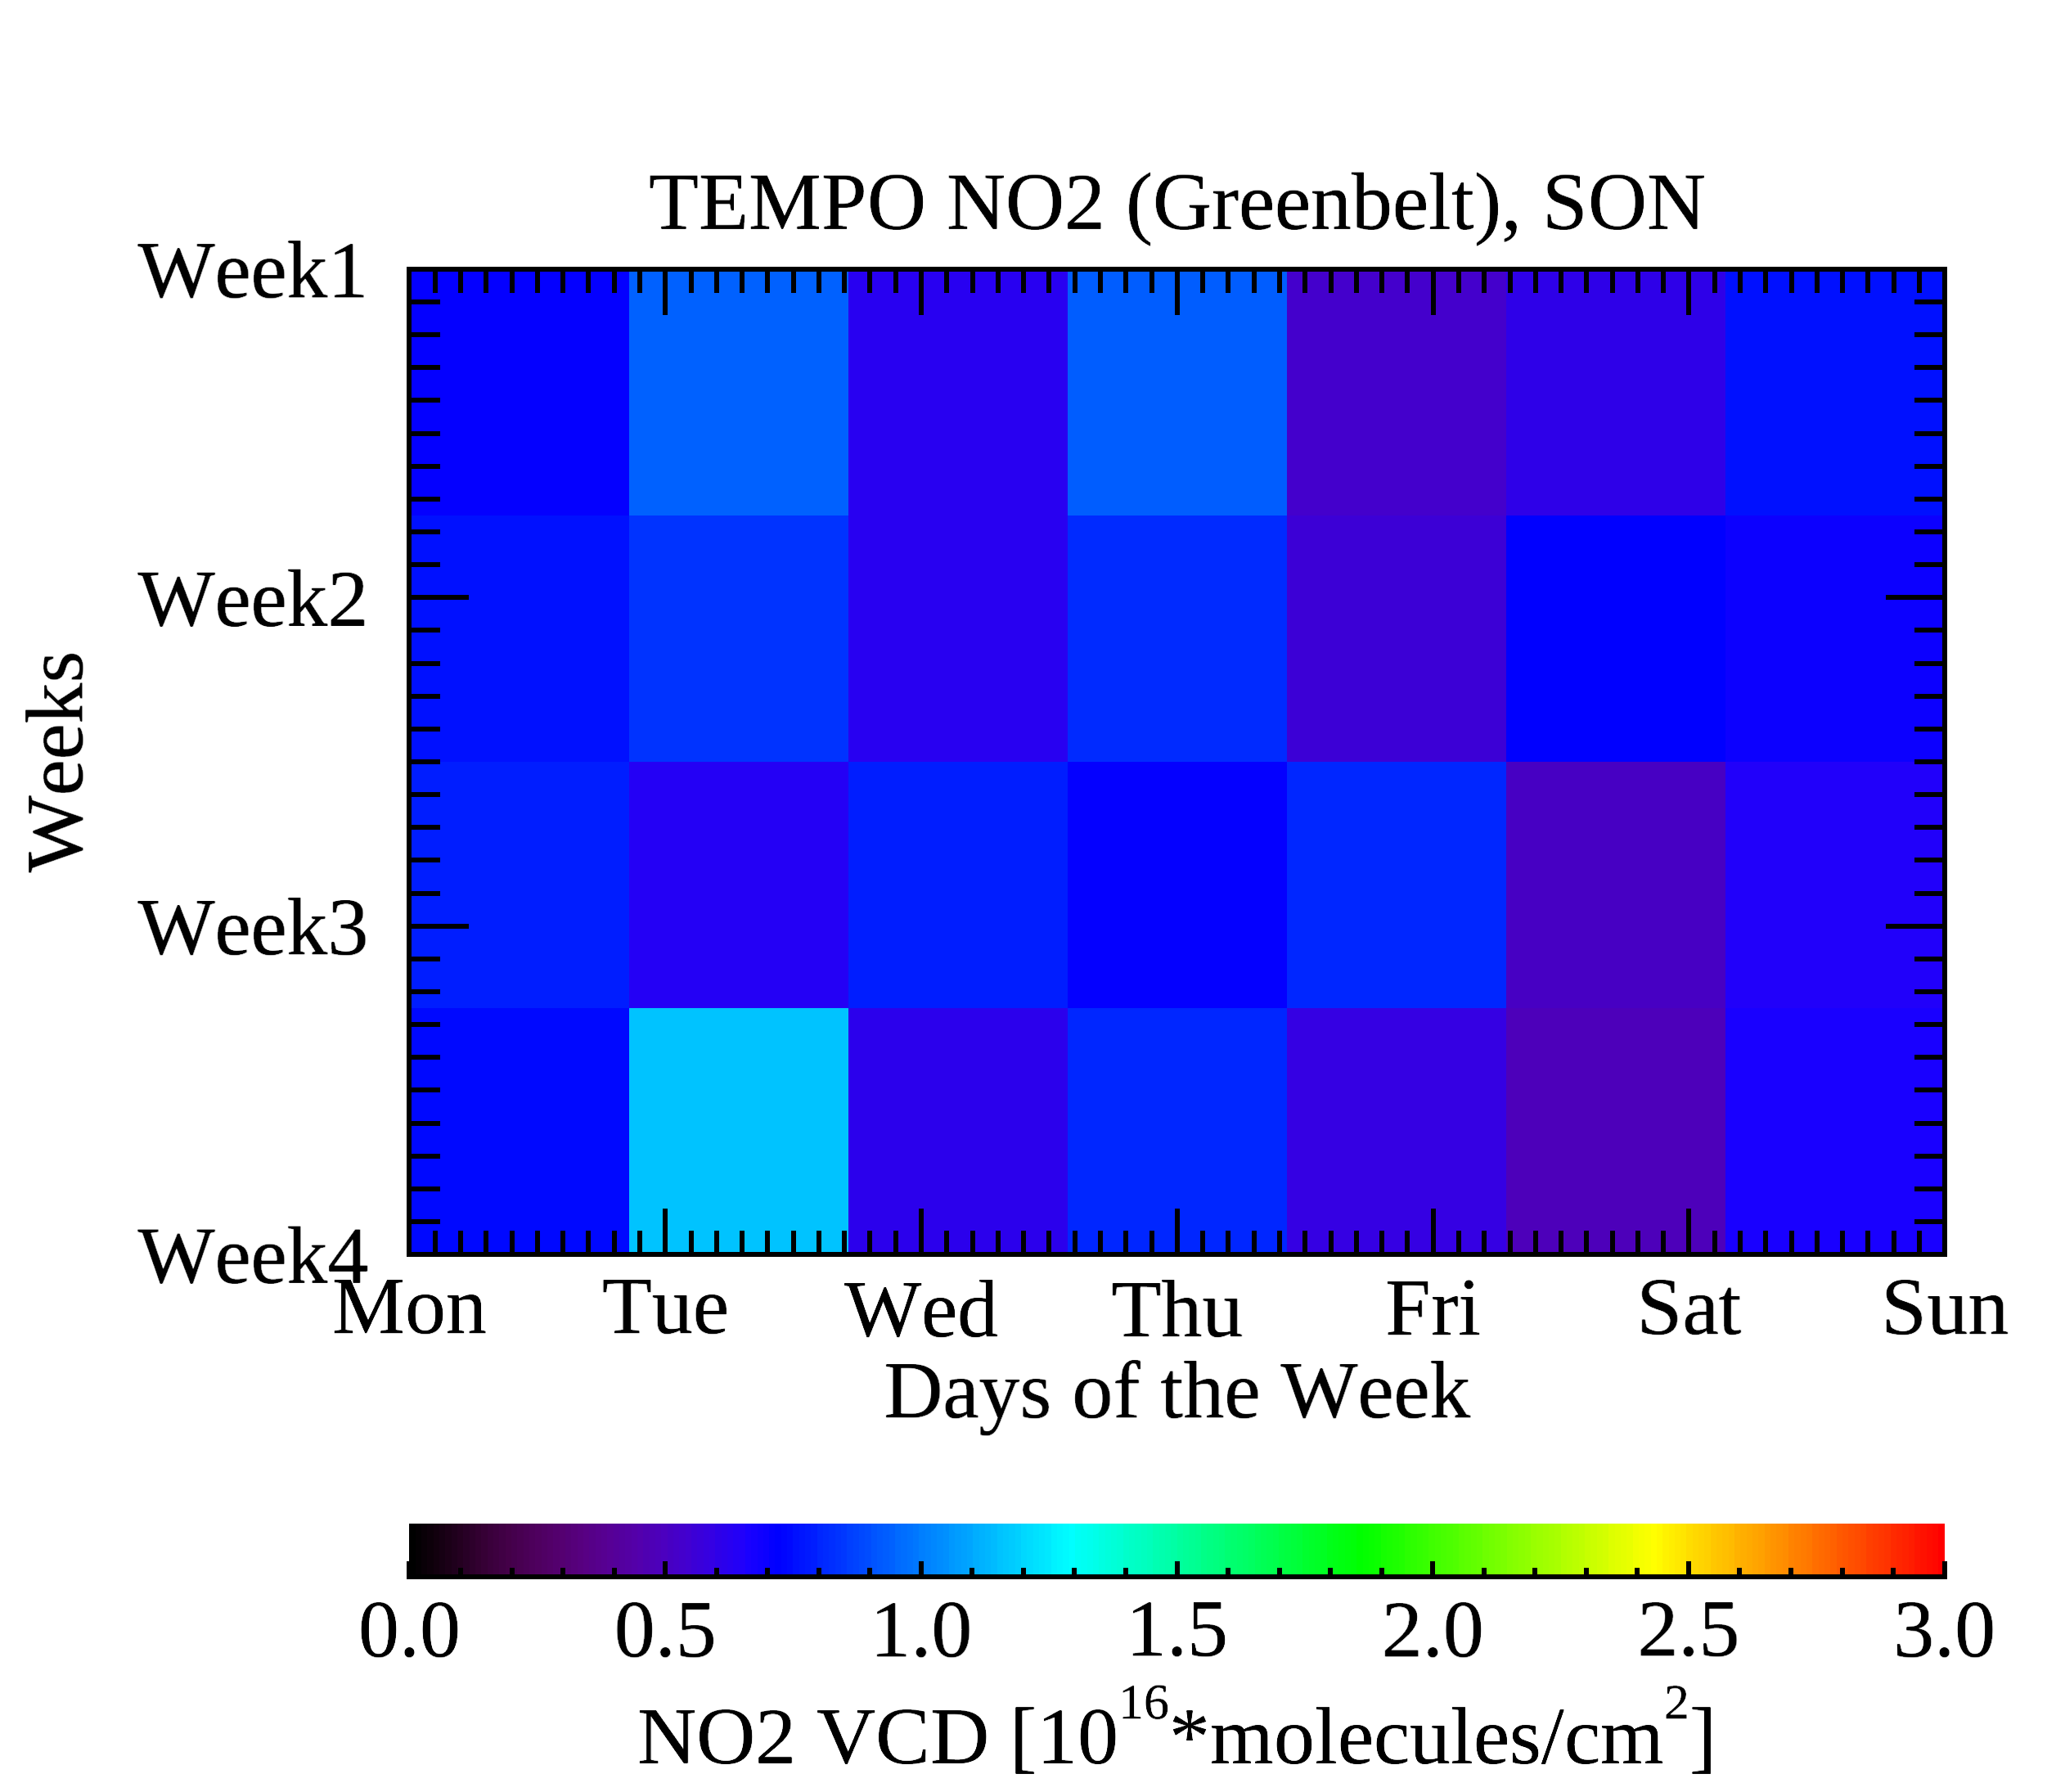 TEMPO NO2 (Greenbelt), SON
Week1
Week2
Week3
Week4
Weeks
Mon Tue Wed Thu Fri Sat Sun
Days of the Week
0.0 0.5 1.0 1.5 2.0 2.5 3.0
NO2 VCD [10^16*molecules/cm^2]